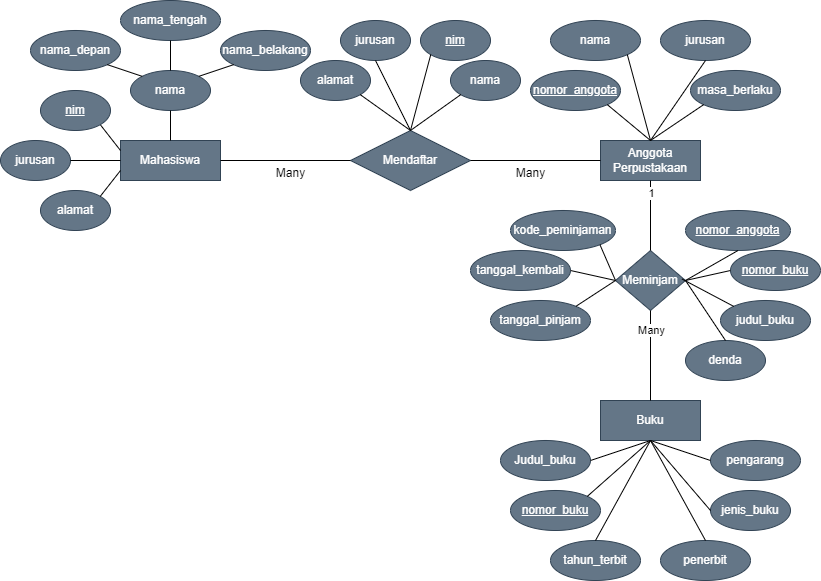 nama_tengah
nama_depan
nama_belakang
nama
nim
jurusan
alamat
Mahasiswa
Many
jurusan
nim
alamat
nama
Mendaftar
Many
nama
jurusan
nomor_anggota
masa_berlaku
Anggota
Perpustakaan
1
kode_peminjaman
tanggal_kembali
tanggal_pinjam
Meminjam
nomor_anggota
nomor_buku
judul_buku
denda
Many
Buku
Judul_buku
nomor_buku
tahun_terbit
penerbit
jenis_buku
pengarang